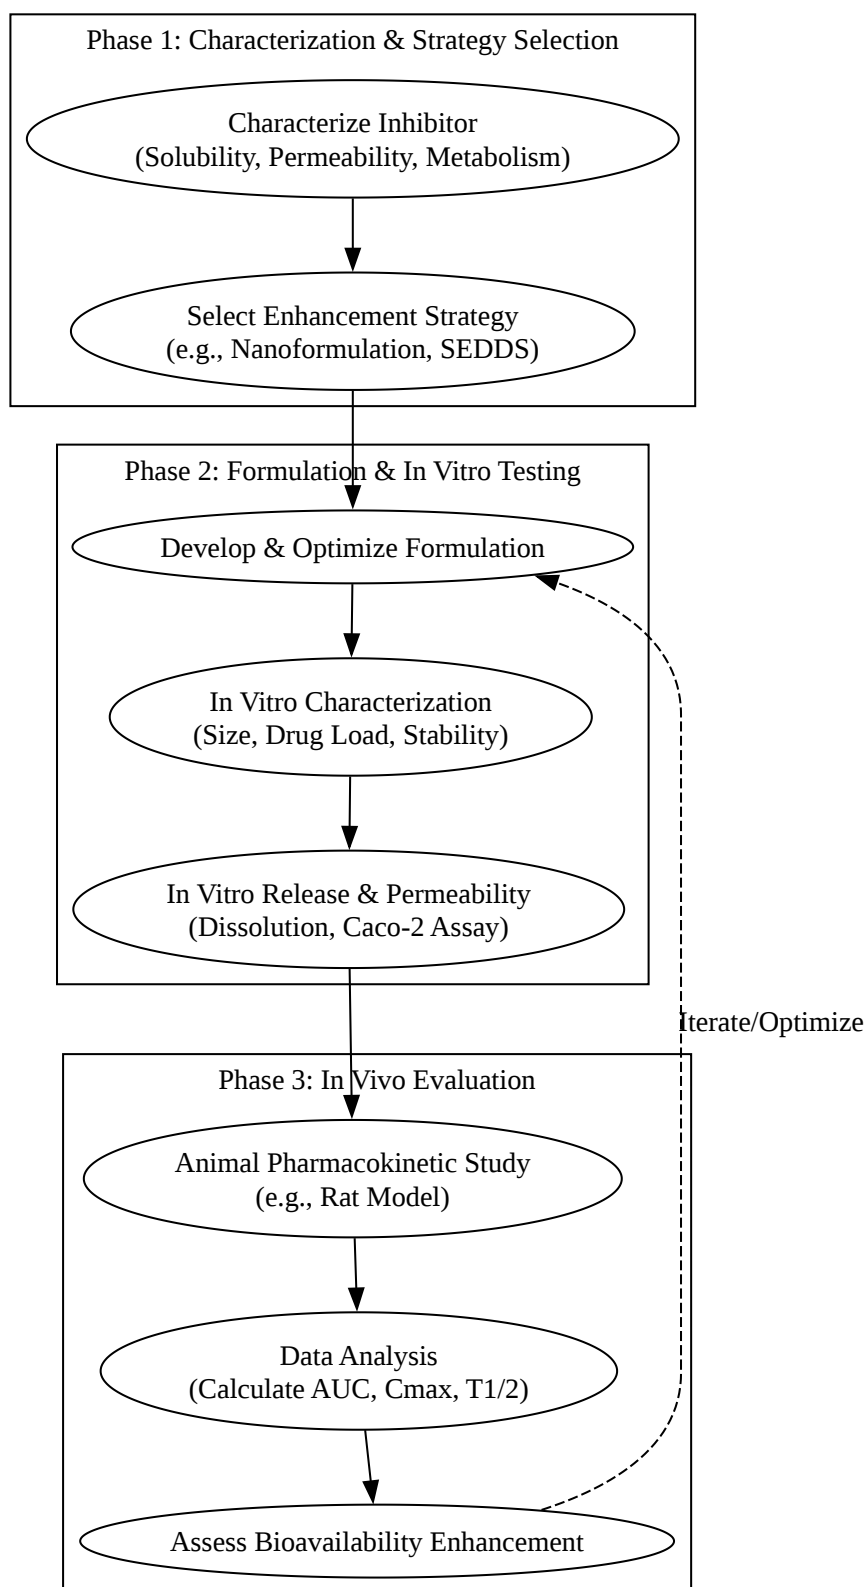 Phase 1: Characterization & Strategy Selection
Characterize Inhibitor
(Solubility, Permeability, Metabolism)
Select Enhancement Strategy
(e.g., Nanoformulation, SEDDS)
Phase 2: Formulation & In Vitro Testing
Develop & Optimize Formulation
In Vitro Characterization
(Size, Drug Load, Stability)
In Vitro Release & Permeability
(Dissolution, Caco-2 Assay)
Iterate/Optimize
Phase 3: In Vivo Evaluation
Animal Pharmacokinetic Study
(e.g., Rat Model)
Data Analysis
(Calculate AUC, Cmax, T1/2)
Assess Bioavailability Enhancement